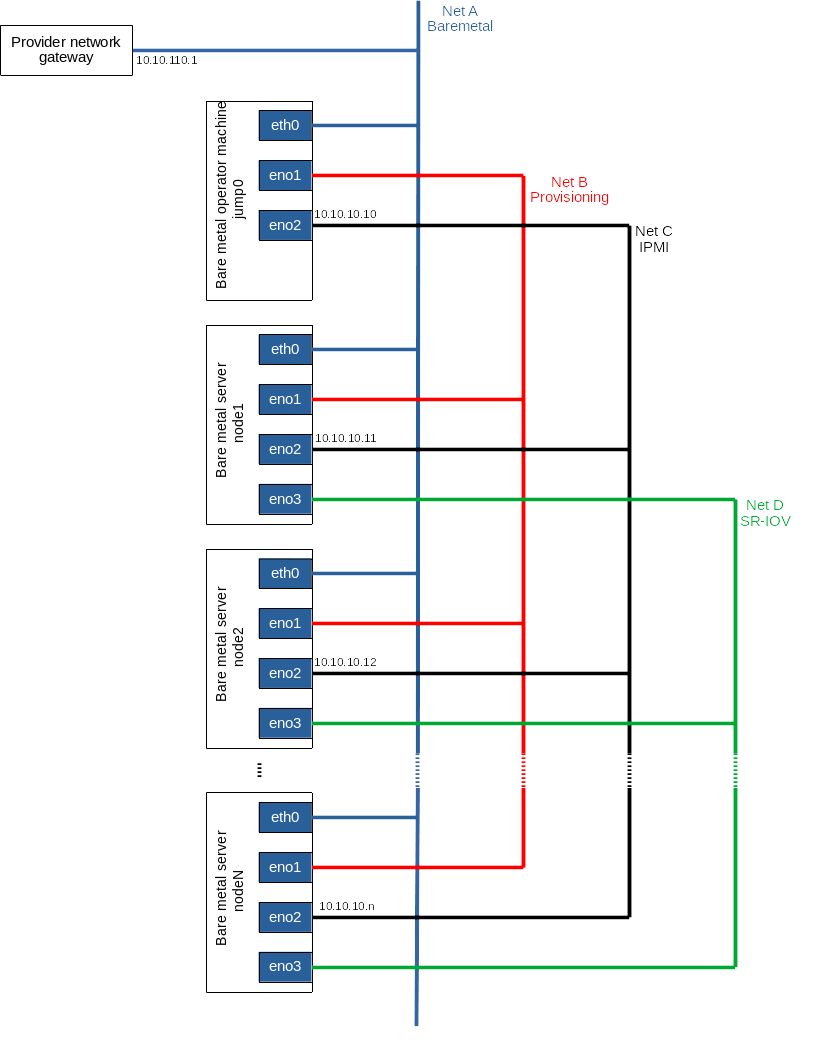 Net A
Baremetal
Provider network
gateway
10.10.110.1
Bare metal operator machine
jump0
eth0
eno1
eno2
10.10.10.10
Net B
Provisioning
Net C
IPMI
Bare metal server
node1
eth0
eno1
eno2
10.10.10.11
eno3
Net D
SR-IOV
Bare metal server
node2
eth0
eno1
eno2
10.10.10.12
eno3
Bare metal server
nodeN
eth0
eno1
eno2
10.10.10.n
eno3